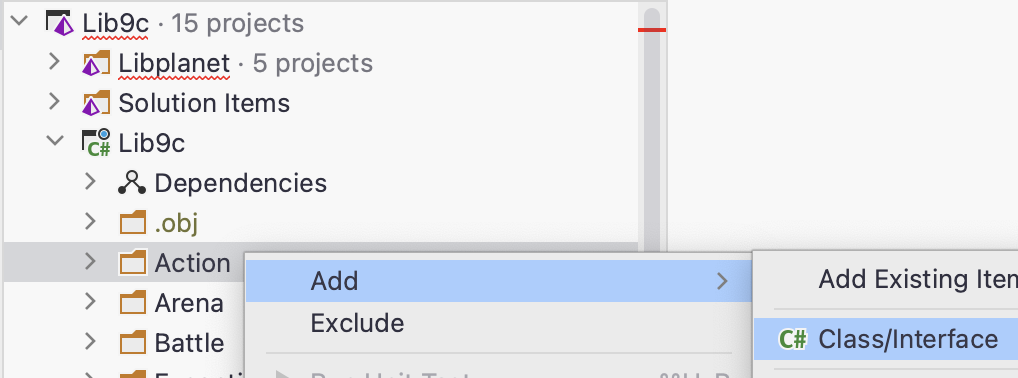 Lib9c · 15 projects
Libplanet · 5 projects
Solution Items
C# Lib9c
Dependencies
.obj
Action
Add
Add Existing Item
Arena
Exclude
C# Class/Interface
Battle